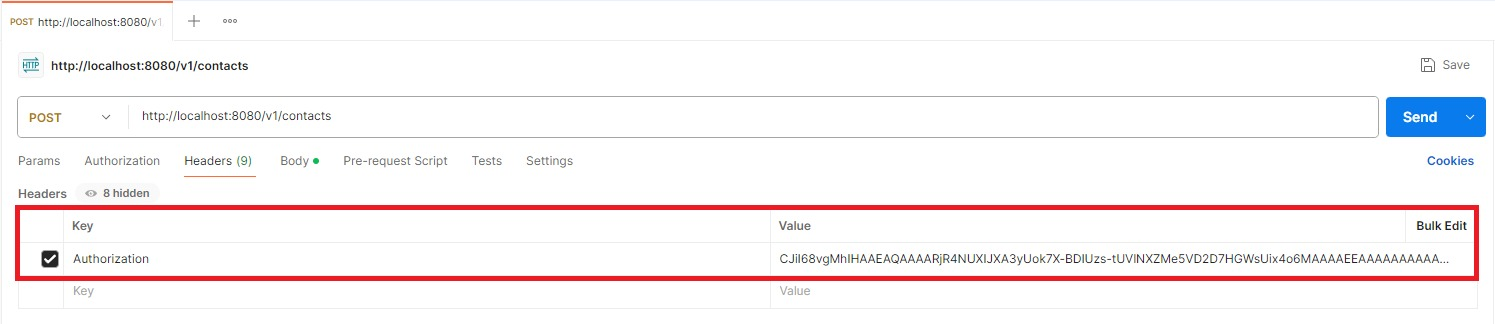 POST http://localhost:8080/v1
HTTP http://localhost:8080/v1/contacts Save
POST http://localhost:8080/v1/contacts Send
Params Authorization Headers (9) Body Pre-request Script Tests Settings Cookies
Headers 8 hidden
Key Value Bulk Edit
Authorization CJiI68vgMhIHAAEAQAAAARjR4NUXIJXA3yUok7X-BDIUzs-tUVINXZMe5VD2D7HGWsUix4o6MAAAAEEAAAAAAAAAA...
Key Value